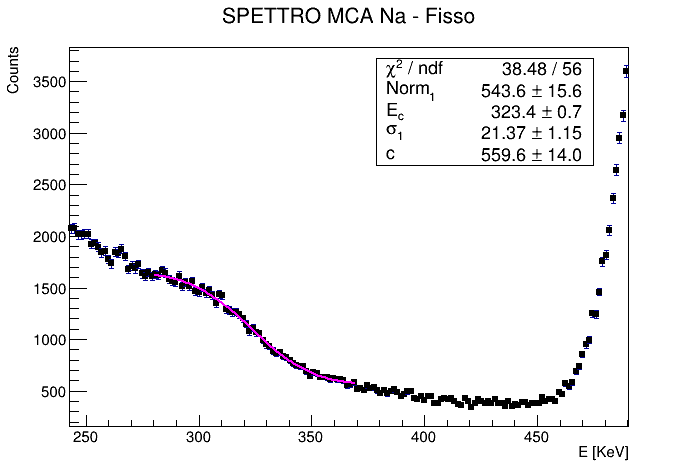 SPETTRO MCA Na - Fisso
Counts
χ² / ndf 38.48 / 56
Norm₁ 543.6 ± 15.6
E_c 323.4 ± 0.7
σ₁ 21.37 ± 1.15
c 559.6 ± 14.0
3500
3000
2500
2000
1500
1000
500
250 300 350 400 450
E [KeV]